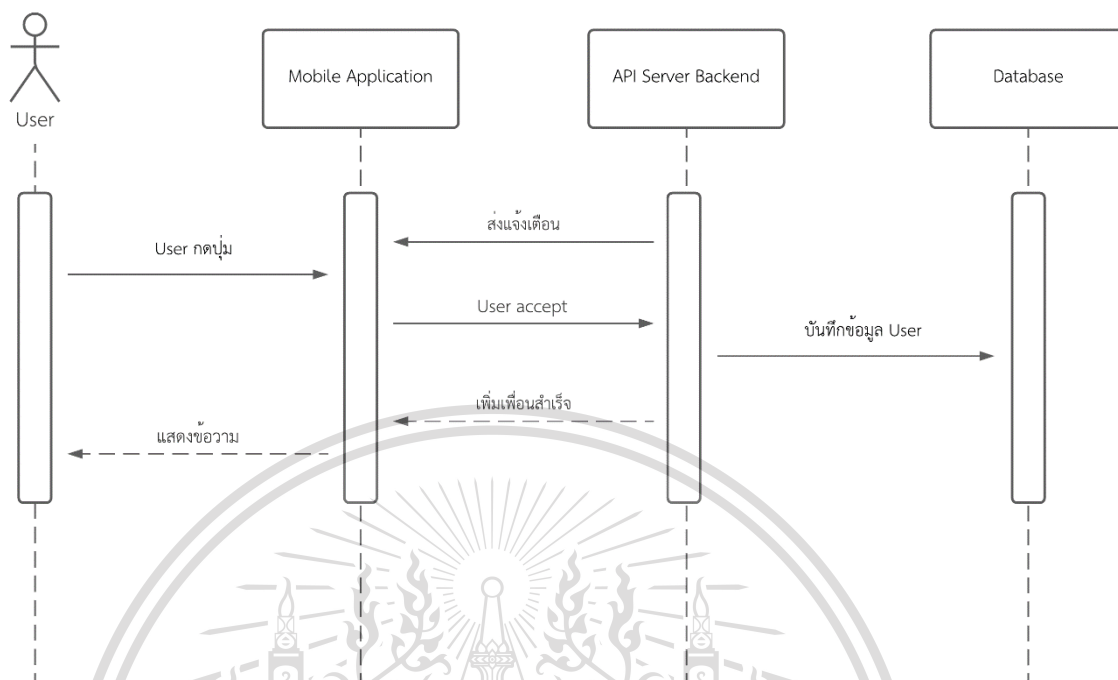 User
Mobile Application
API Server Backend
Database
ส่งแจ้งเตือน
User กดปุ่ม
User accept
บันทึกข้อมูล User
เพิ่มเพื่อนสำเร็จ
แสดงข้อวาม